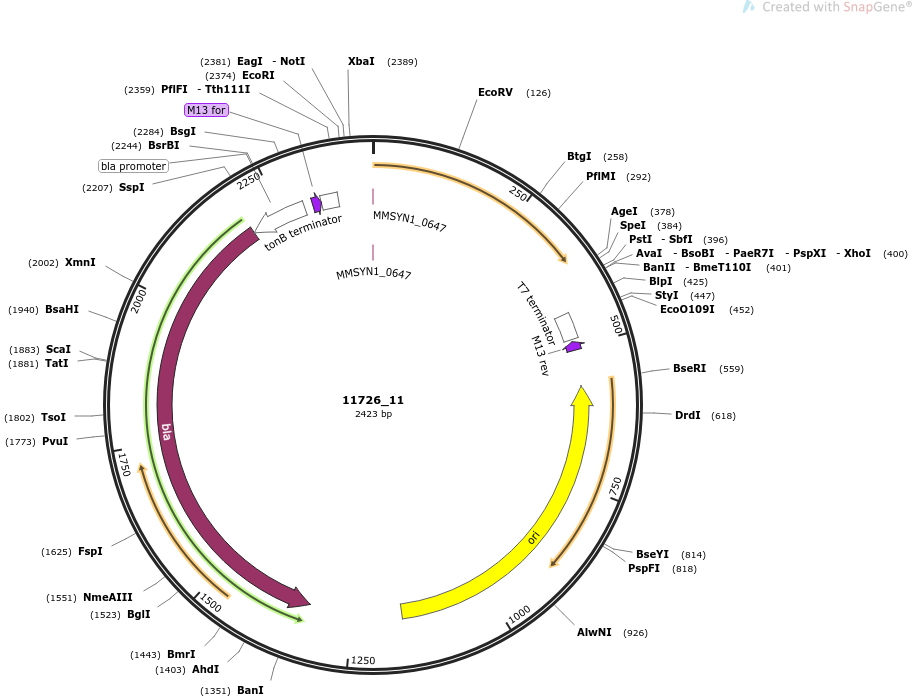 Created with SnapGene®
(2381) EagI - NotI
(2374) EcoRI
(2359) PflFI - Tth111I
M13 for
(2284) BsgI
(2244) BsrBI
bla promoter
(2207) SspI
(2002) XmnI
(1940) BsaHI
(1883) ScaI
(1881) TatI
(1802) TsoI
(1773) PvuI
(1625) FspI
(1551) NmeAIII
(1523) BglI
(1443) BmrI
(1403) AhdI
(1351) BanI
XbaI (2389)
EcoRV (126)
BtgI (258)
PflMI (292)
AgeI (378)
SpeI (384)
PstI - SbfI (396)
AvaI - BsoBI - PaeR7I - PspXI - XhoI (400)
BanII - BmeT110I (401)
BlpI (425)
StyI (447)
EcoO109I (452)
BseRI (559)
DrdI (618)
BseYI (814)
PspFI (818)
AlwNI (926)
250
500
750
1000
1250
1500
1750
2000
2250
tonB terminator
MMSYN1_0647
MMSYN1_0647
T7 terminator
M13 rev
bla
ori
11726_11
2423 bp